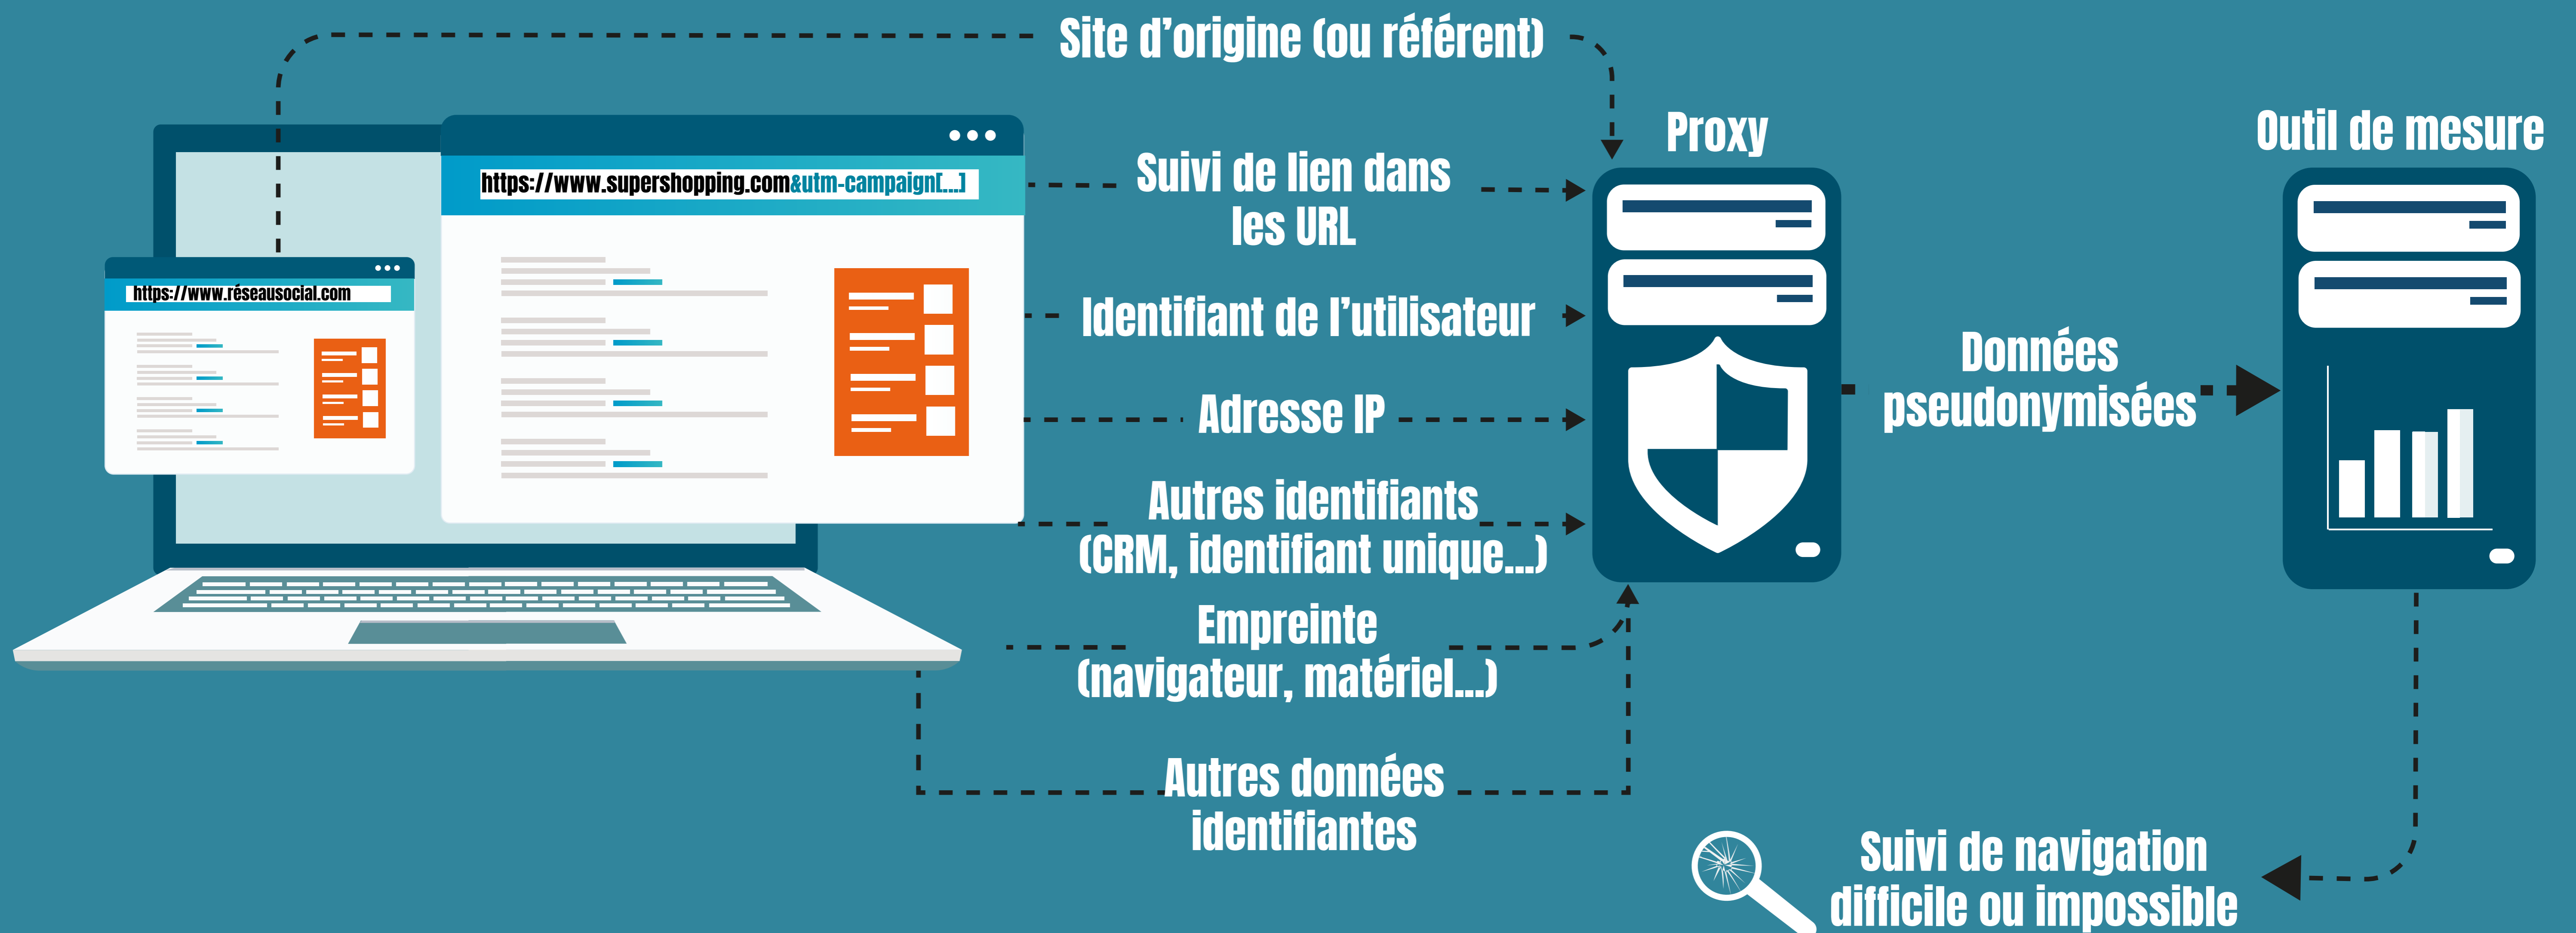 Site d'origine (ou référent)
https://www.supershopping.com&utm-campaign[...]
https://www.réseausocial.com
Suivi de lien dans
les URL
Identifiant de l'utilisateur
Adresse IP
Autres identifiants
(CRM, identifiant unique...)
Empreinte
(navigateur, matériel...)
Autres données
identifiantes
Proxy
Données
pseudonymisées
Outil de mesure
Suivi de navigation
difficile ou impossible